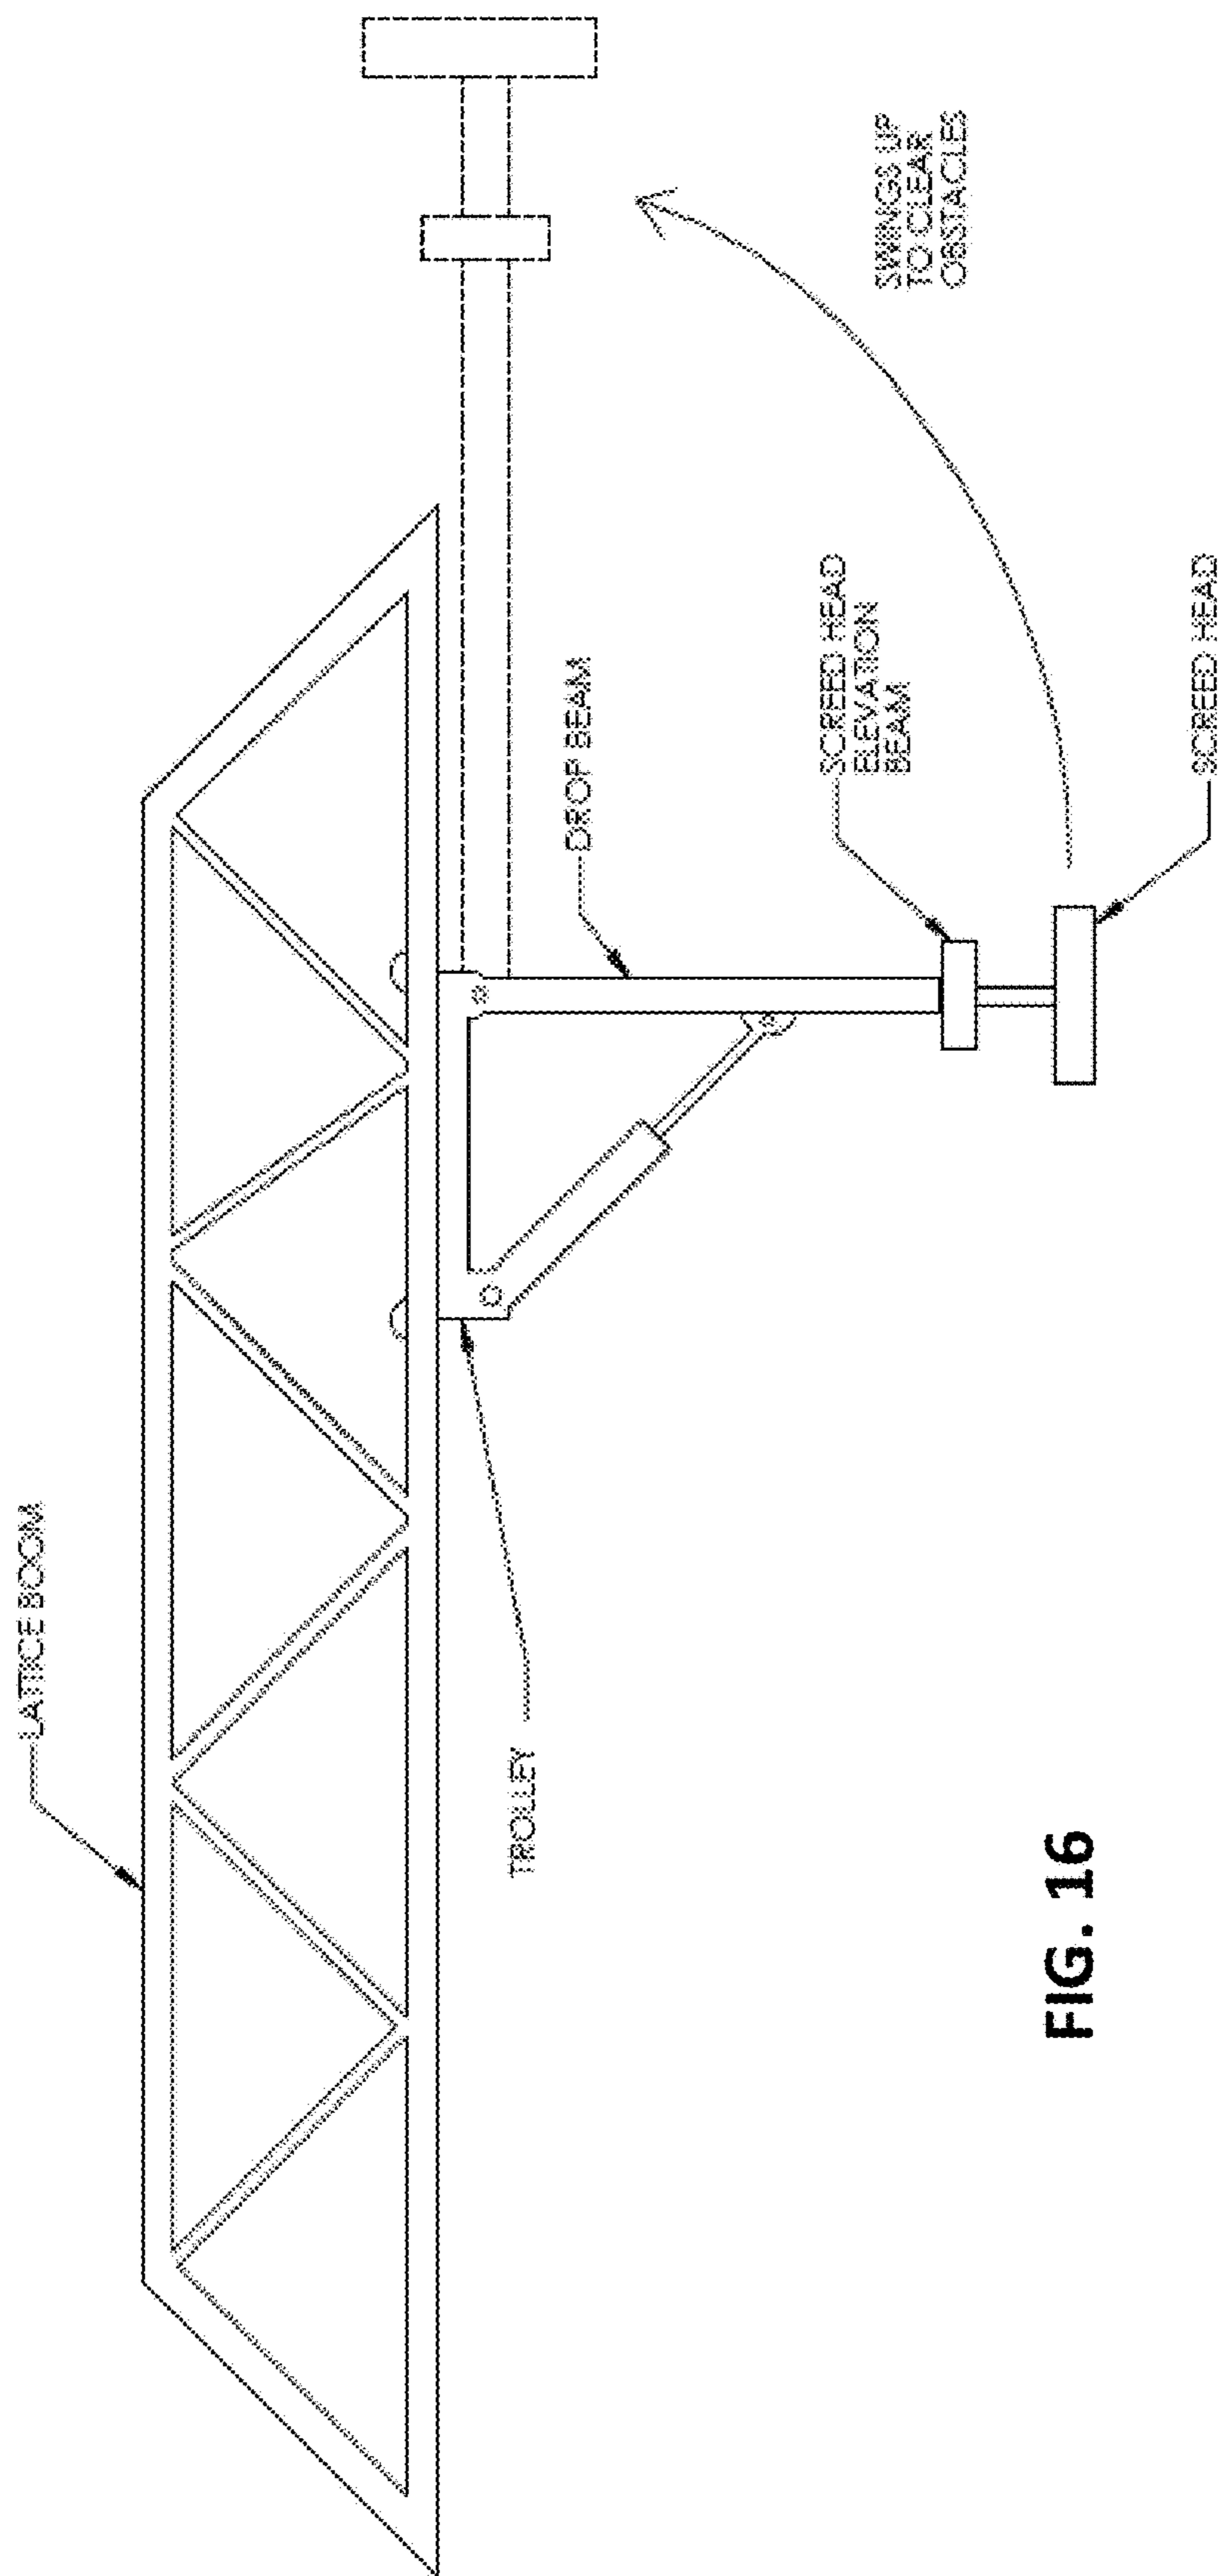 LATTICE BOOM
TROLLEY
DROP BEAM
SCREED HEAD
ELEVATION
BEAM
SCREED HEAD
SWINGS UP
TO CLEAR
OBSTACLES
FIG. 16